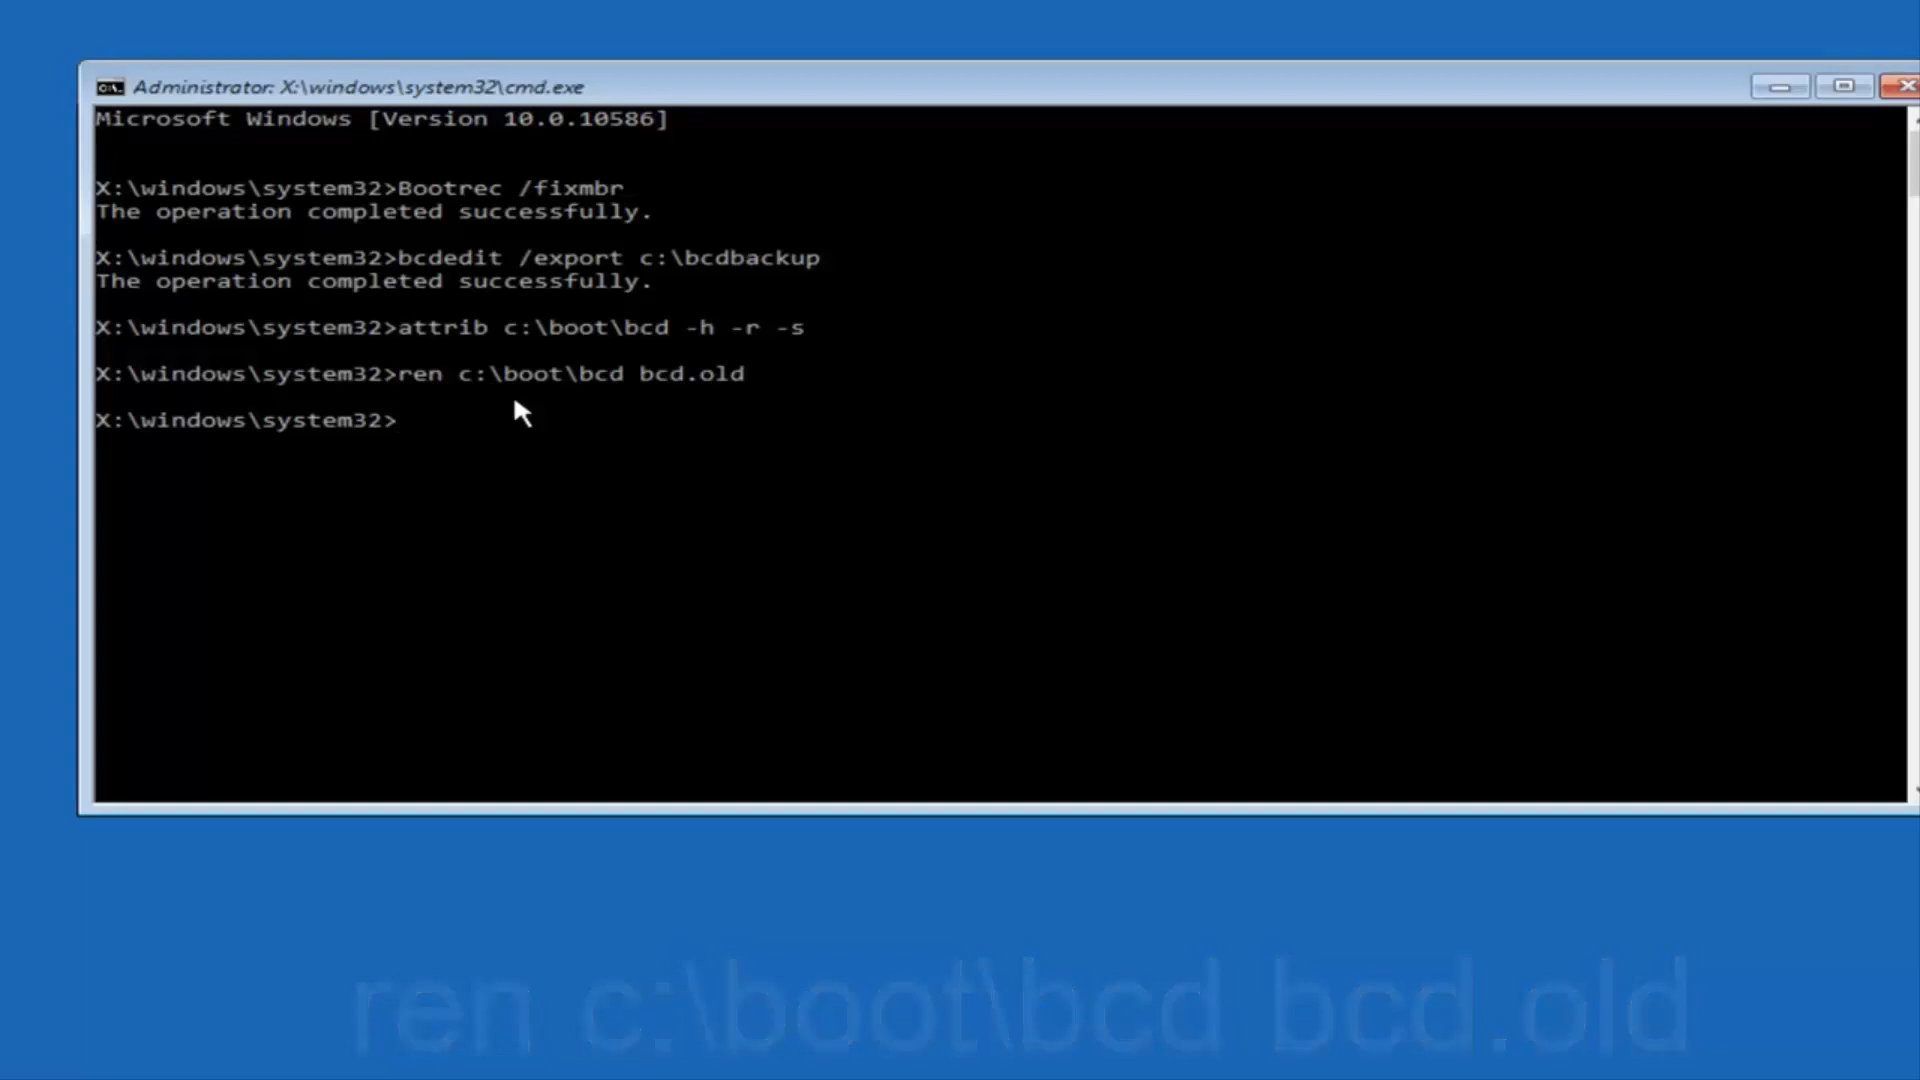 Administrator: X:\windows\system32\cmd.exe
Microsoft Windows [Version 10.0.10586]
X:\windows\system32>Bootrec /fixmbr
The operation completed successfully.
X:\windows\system32>bcdedit /export c:\bcdbackup
The operation completed successfully.
X:\windows\system32>attrib c:\boot\bcd -h -r -s
X:\windows\system32>ren c:\boot\bcd bcd.old
X:\windows\system32>
ren c:\boot\bcd bcd.old